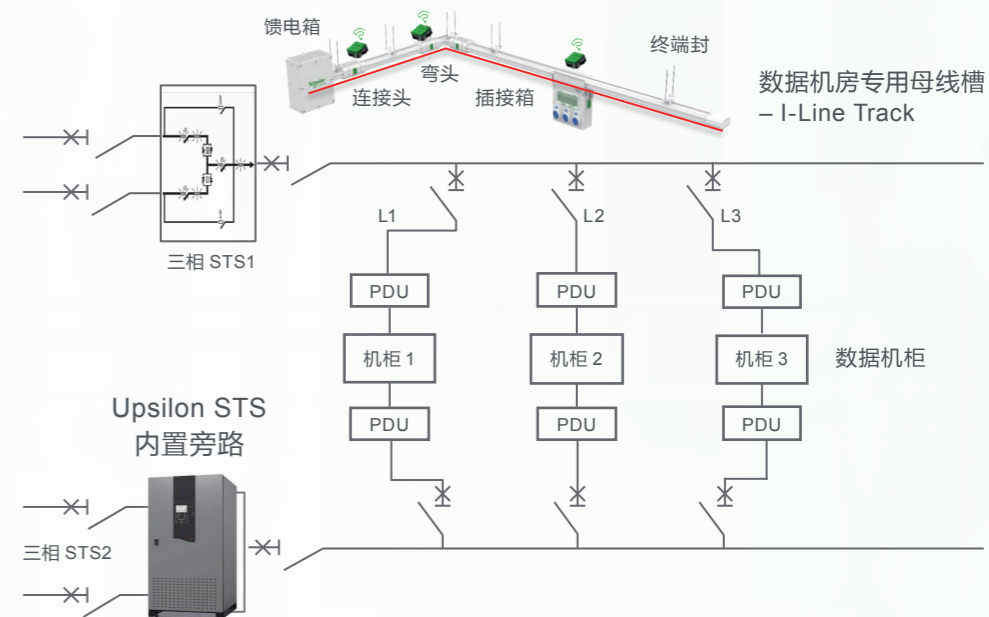 馈电箱
连接头
弯头
插接箱
终端封
数据机房专用母线槽
– I-Line Track
三相 STS1
L1
L2
L3
PDU
PDU
PDU
机柜 1
机柜 2
机柜 3
数据机柜
PDU
PDU
PDU
Upsilon STS
内置旁路
三相 STS2